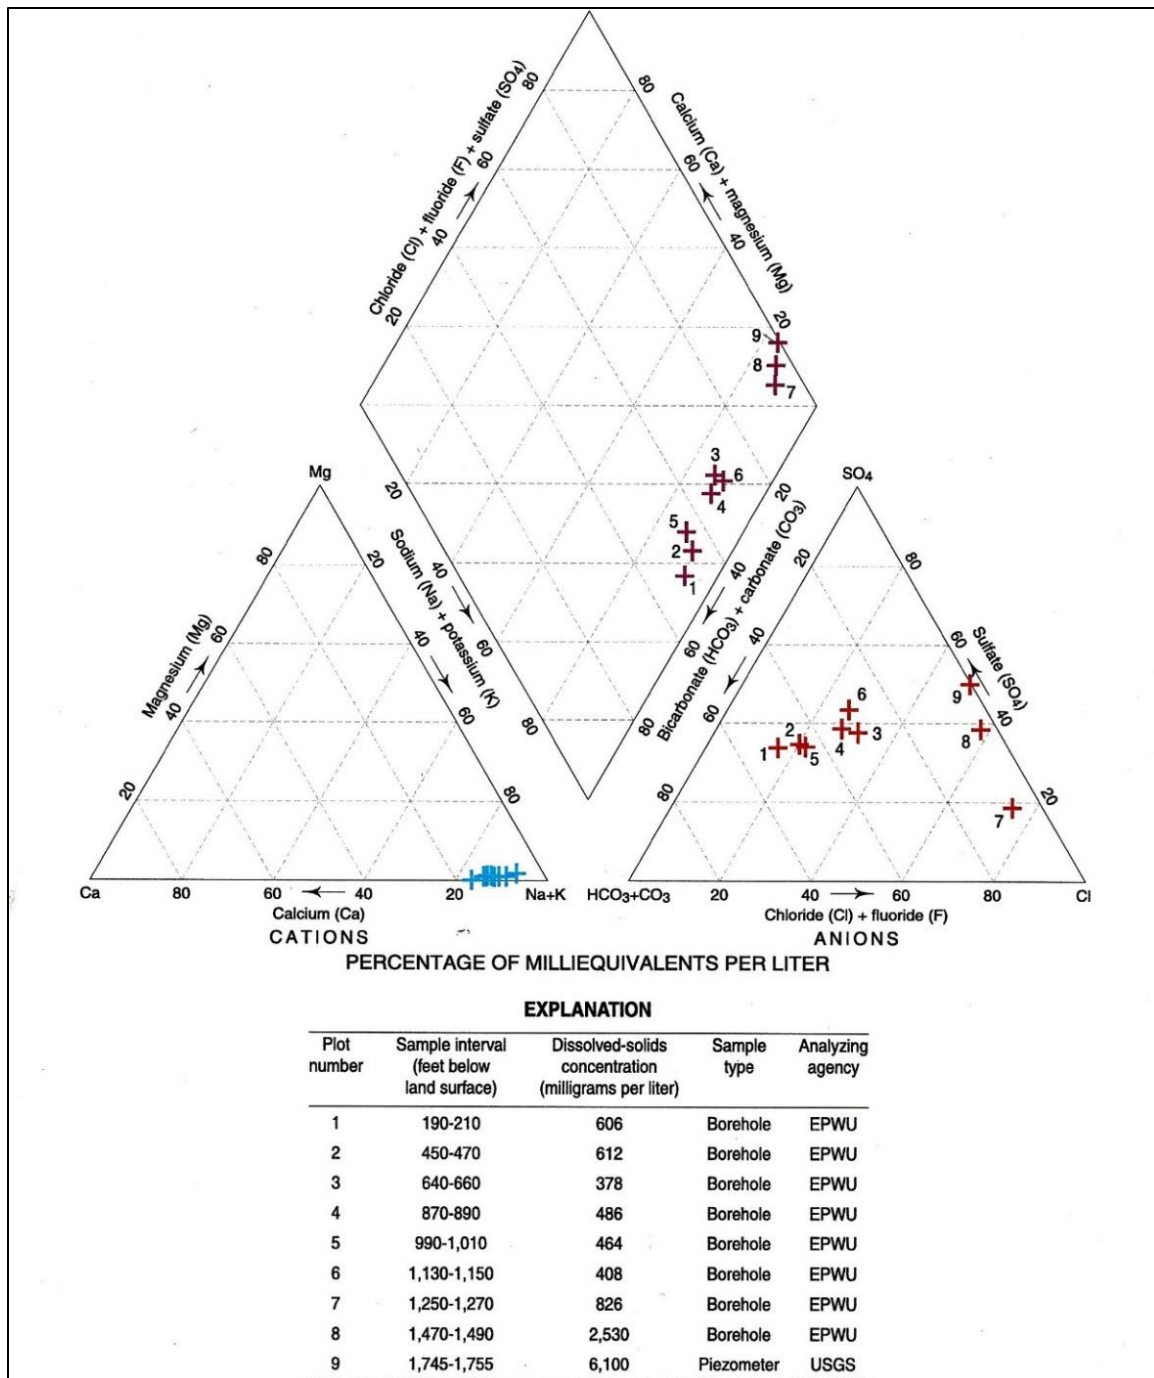 80
80
Chloride (Cl) + fluoride (F) + sulfate (SO4)
Calcium (Ca) + magnesium (Mg)
60
60
40
40
20
20
9
8
7
3
6
4
5
2
1
20
20
Sodium (Na) + potassium (K)
Bicarbonate (HCO3) + carbonate (CO3)
40
40
60
60
80
80
Mg
80
20
Magnesium (Mg)
60
40
40
60
20
80
Ca
80
60
40
20
Na+K
Calcium (Ca)
CATIONS
SO4
20
80
40
60
Sulfate (SO4)
60
40
80
20
6
9
1
2
5
4
3
8
7
HCO3+CO3
20
40
60
80
Cl
Chloride (Cl) + fluoride (F)
ANIONS
PERCENTAGE OF MILLIEQUIVALENTS PER LITER
EXPLANATION
Plot number Sample interval (feet below land surface) Dissolved-solids concentration (milligrams per liter) Sample type Analyzing agency
1 190-210 606 Borehole EPWU
2 450-470 612 Borehole EPWU
3 640-660 378 Borehole EPWU
4 870-890 486 Borehole EPWU
5 990-1,010 464 Borehole EPWU
6 1,130-1,150 408 Borehole EPWU
7 1,250-1,270 826 Borehole EPWU
8 1,470-1,490 2,530 Borehole EPWU
9 1,745-1,755 6,100 Piezometer USGS